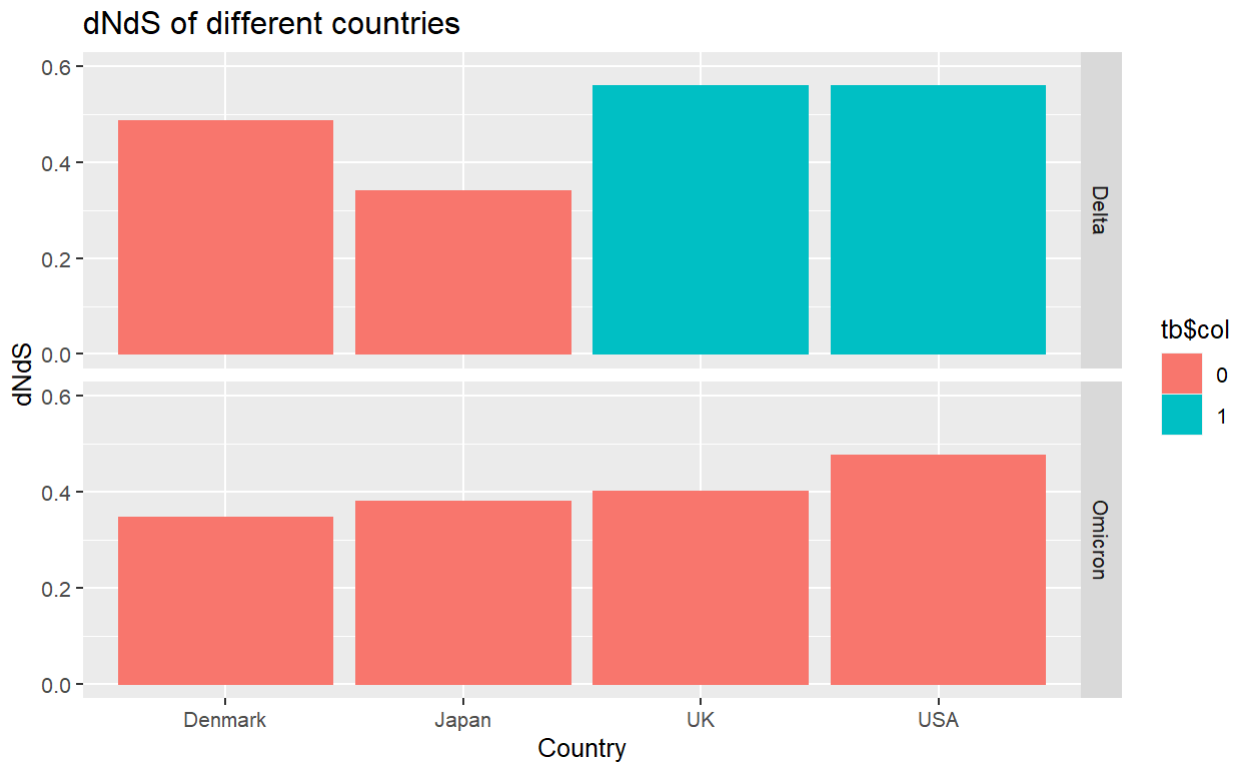 dNdS of different countries
0.6
0.4
0.2
0.0
Delta
0.6
0.4
0.2
0.0
Omicron
dNdS
Denmark Japan UK USA
Country
tb$col
0
1